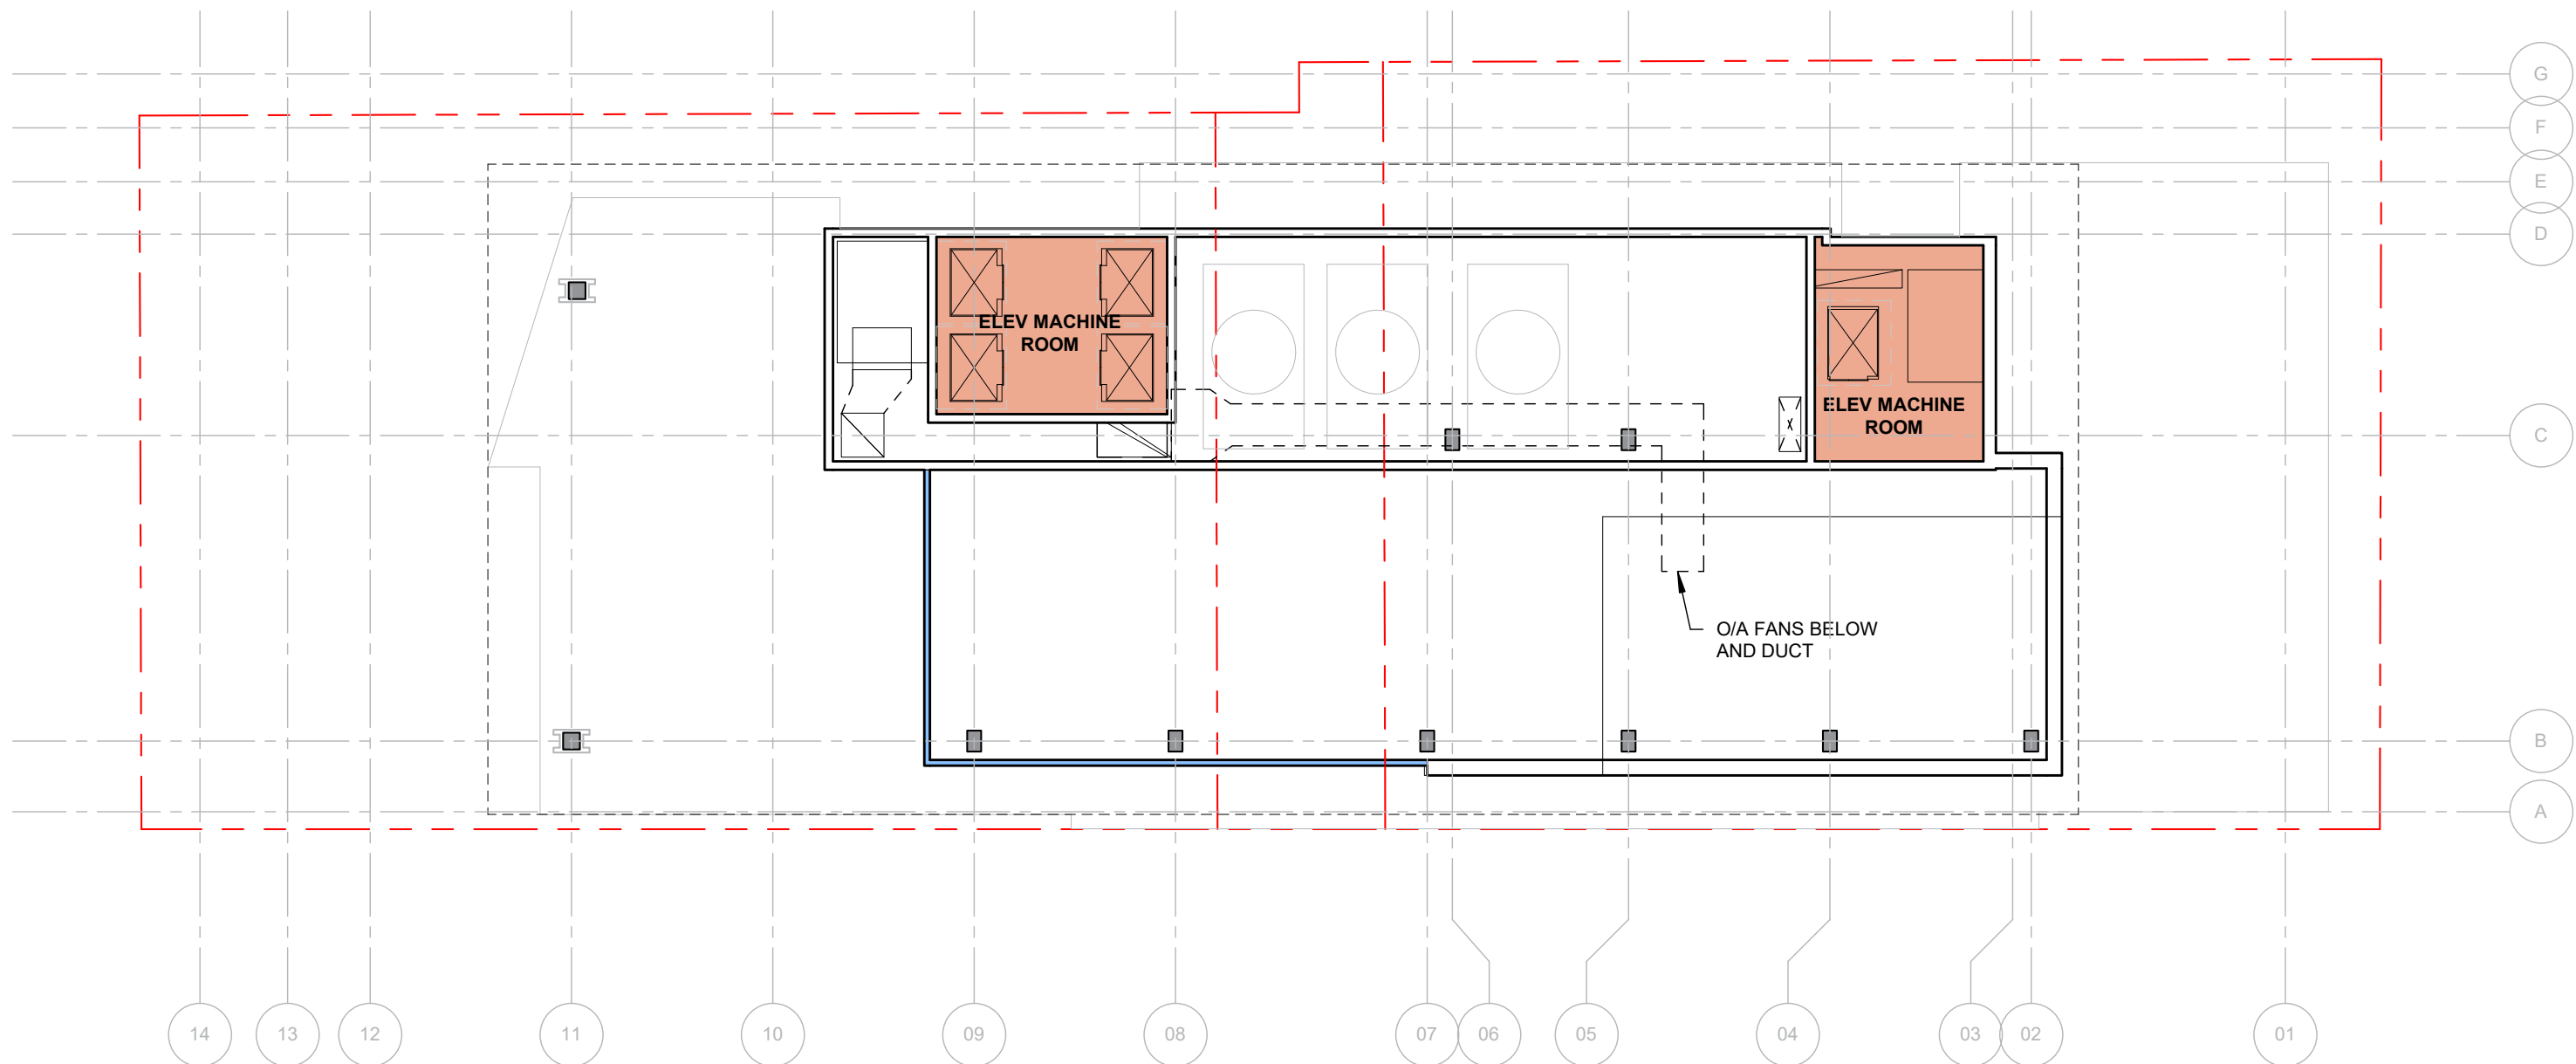 G
F
E
D
ELEV MACHINE
ROOM
ELEV MACHINE
ROOM
C
O/A FANS BELOW
AND DUCT
B
A
14
13
12
11
10
09
08
07
06
05
04
03
02
01